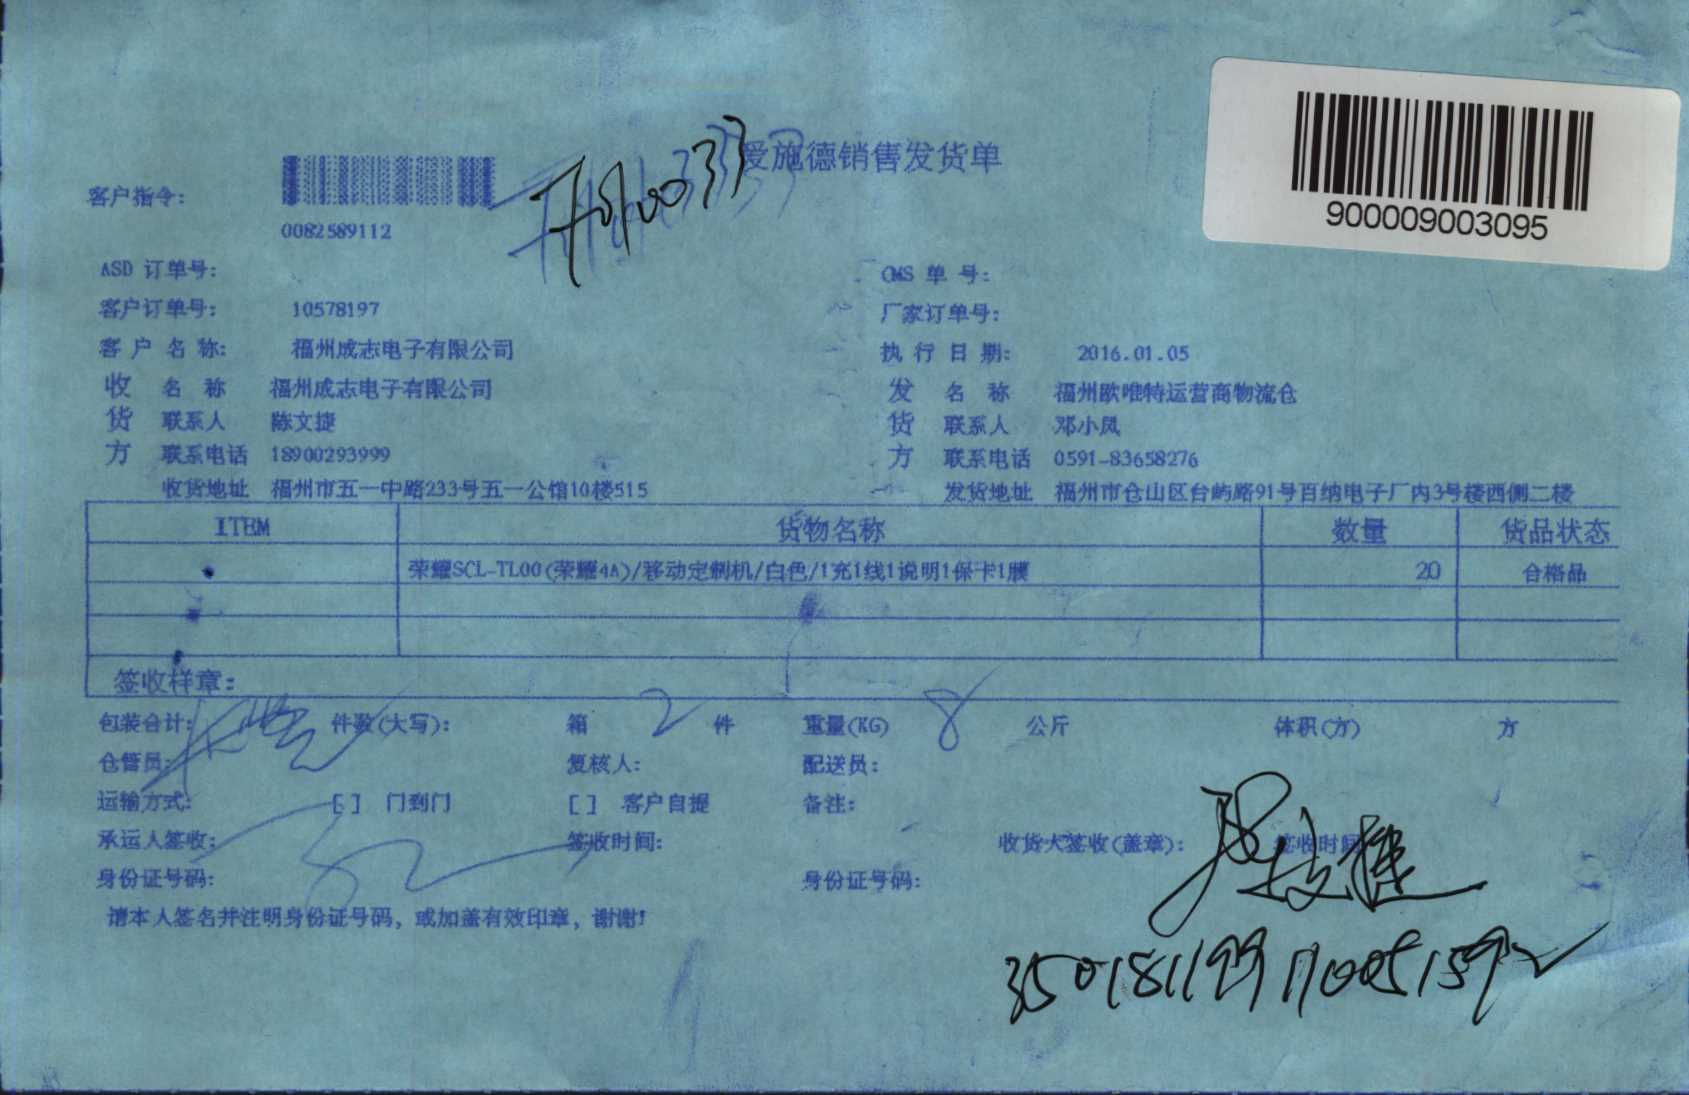 900009003095
爱施德销售发货单
客户指令:
0082589112
ASD 订单号: CMS 单 号:
客户订单号: 10578197 厂家订单号:
客 户 名 称: 福州成志电子有限公司 执 行 日 期: 2016.01.05
收 名 称 福州成志电子有限公司 发 名 称 福州欧唯特运营商物流仓
货 联系人 陈文捷 货 联系人 邓小凤
方 联系电话 18900293999 方 联系电话 0591-83658276
收货地址 福州市五一中路233号五一公馆10楼515 发货地址 福州市仓山区台屿路91号百纳电子厂内3号楼西侧二楼
ITEM 货物名称 数量 货品状态
荣耀SCL-TL00(荣耀4A)/移动定制机/白色/1充1线1说明1保卡1膜 20 合格品
签收样章:
包装合计: 件数(大写): 箱 2 件 重量(KG) 8 公斤 体积(方) 方
仓管员: 复核人: 配送员:
运输方式: [ ] 门到门 [ ] 客户自提 备注:
承运人签收: 签收时间: 收货人签收(盖章): 签收时间
身份证号码: 身份证号码:
请本人签名并注明身份证号码，或加盖有效印章，谢谢!